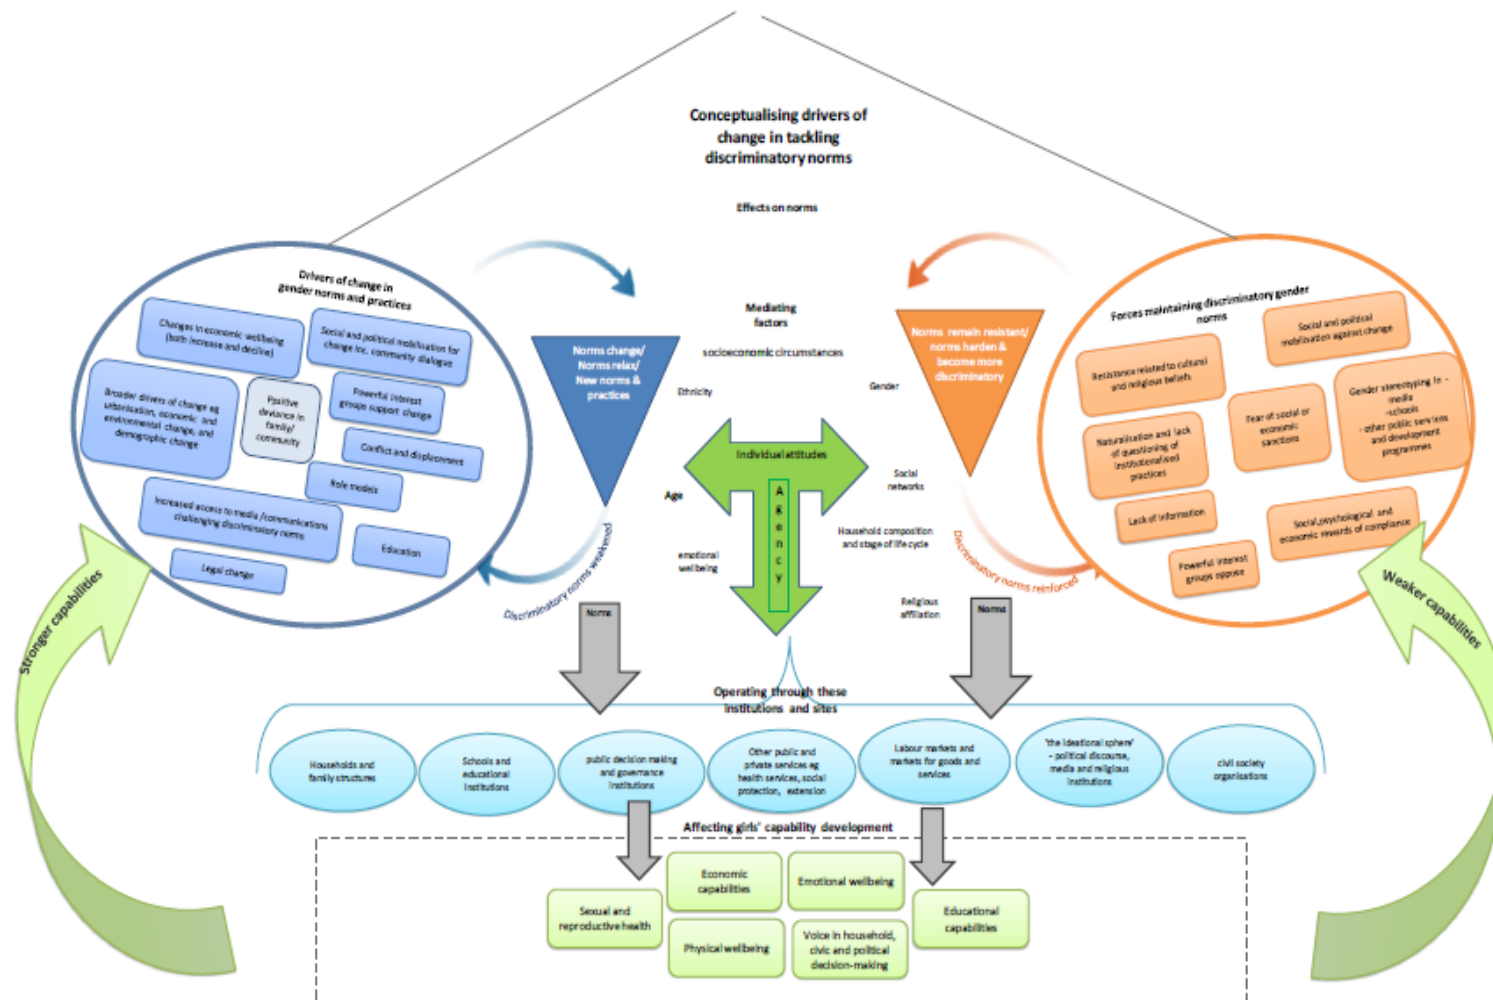 Conceptualising drivers of
change in tackling
discriminatory norms
Effects on norms
Drivers of change in
gender norms and practices
Changes in economic wellbeing
(both increase and decline)
Social and political mobilisation for
change inc. community dialogue
Broader drivers of change eg
urbanisation, economic and
environmental change, and
demographic change
Positive
deviance in
family/
community
Powerful interest
groups support change
Conflict and displacement
Role models
Increased access to media /communications
challenging discriminatory norms
Education
Legal change
Norms change/
Norms relax/
New norms &
practices
Discriminatory norms weakened
Mediating
factors
socioeconomic circumstances
Ethnicity
Gender
Individual attitudes
Agency
Age
Social
networks
emotional
wellbeing
Household composition
and stage of life cycle
Religious
affiliation
Norms remain resistant/
norms harden &
become more
discriminatory
Discriminatory norms reinforced
Forces maintaining discriminatory gender
norms
Social and political
mobilisation against change
Resistance related to cultural
and religious beliefs
Gender stereotyping in -
media
-schools
- other public services
and development
programmes
Fear of social or
economic
sanctions
Naturalisation and lack
of questioning of
institutionalised
practices
Lack of information
Social,psychological and
economic rewards of compliance
Powerful interest
groups oppose
Stronger capabilities
Weaker capabilities
Norms
Norms
Operating through these
institutions and sites
Households and
family structures
Schools and
educational
institutions
public decision making
and governance
institutions
Other public and
private services eg
health services, social
protection, extension
Labour markets and
markets for goods and
services
'the ideational sphere'
- political discourse,
media and religious
institutions
civil society
organisations
Affecting girls' capability development
Sexual and
reproductive health
Economic
capabilities
Emotional wellbeing
Educational
capabilities
Physical wellbeing
Voice in household,
civic and political
decision-making